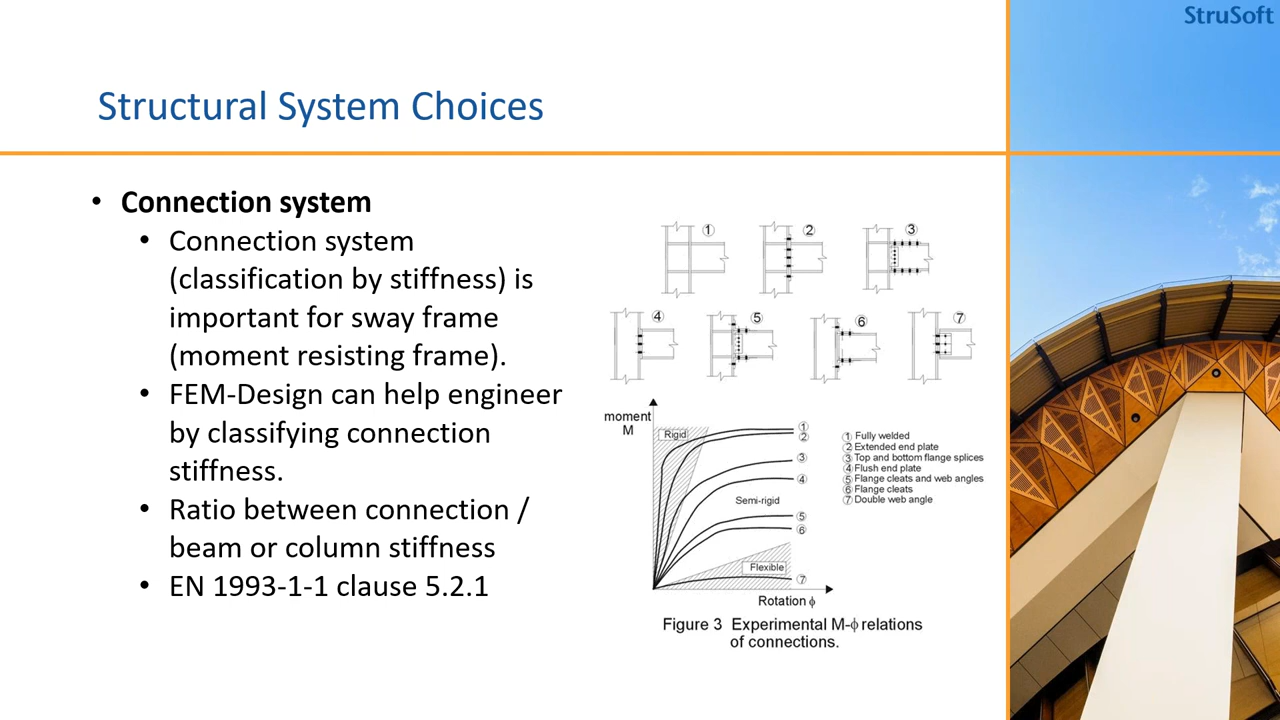 StruSoft
Structural System Choices
• Connection system
• Connection system
(classification by stiffness) is
important for sway frame
(moment resisting frame).
• FEM-Design can help engineer
by classifying connection
stiffness.
• Ratio between connection /
beam or column stiffness
• EN 1993-1-1 clause 5.2.1
① ② ③
④ ⑤ ⑥ ⑦
moment
M
Rigid
①
②
③
④
Semi-rigid
⑤
⑥
Flexible
⑦
Rotation ϕ
① Fully welded
② Extended end plate
③ Top and bottom flange splices
④ Flush end plate
⑤ Flange cleats and web angles
⑥ Flange cleats
⑦ Double web angle
Figure 3 Experimental M-ϕ relations
of connections.